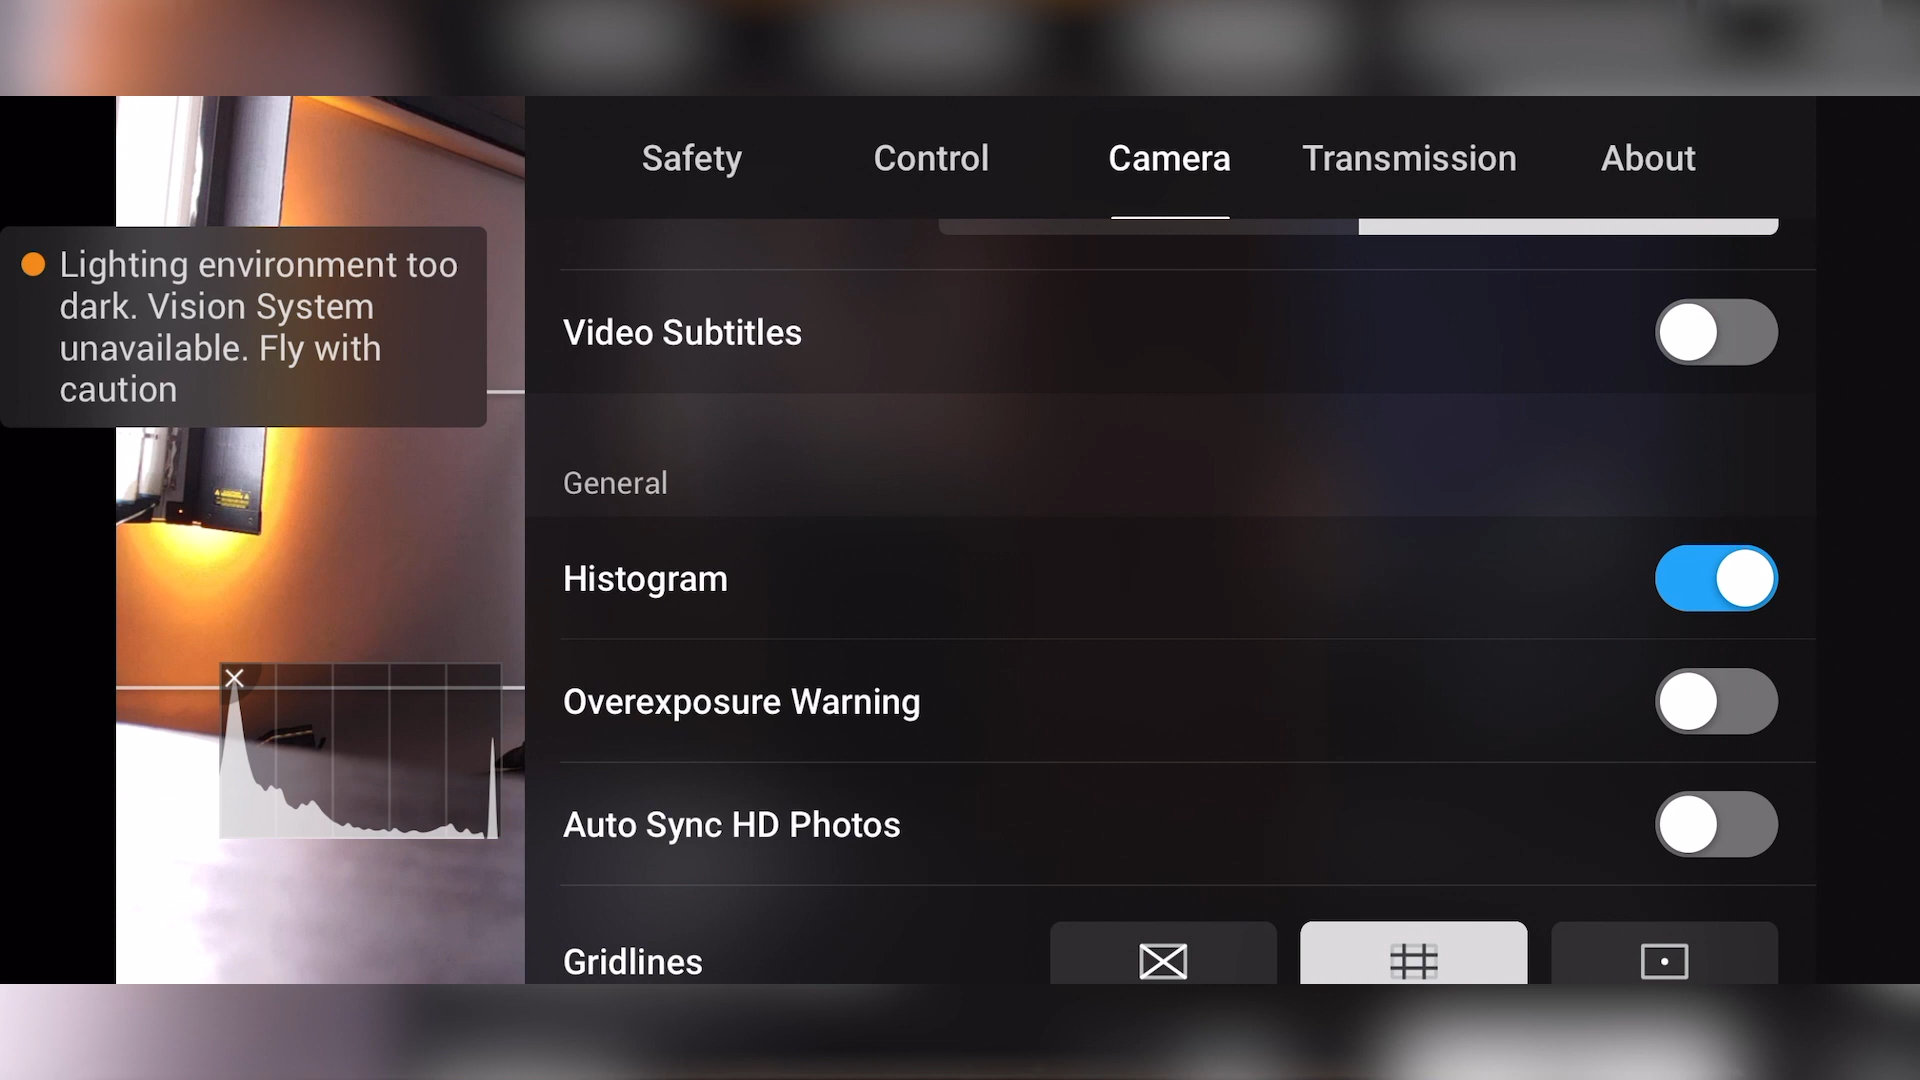 Safety
Control
Camera
Transmission
About
Lighting environment too
dark. Vision System
unavailable. Fly with
caution
Video Subtitles
General
Histogram
Overexposure Warning
Auto Sync HD Photos
Gridlines